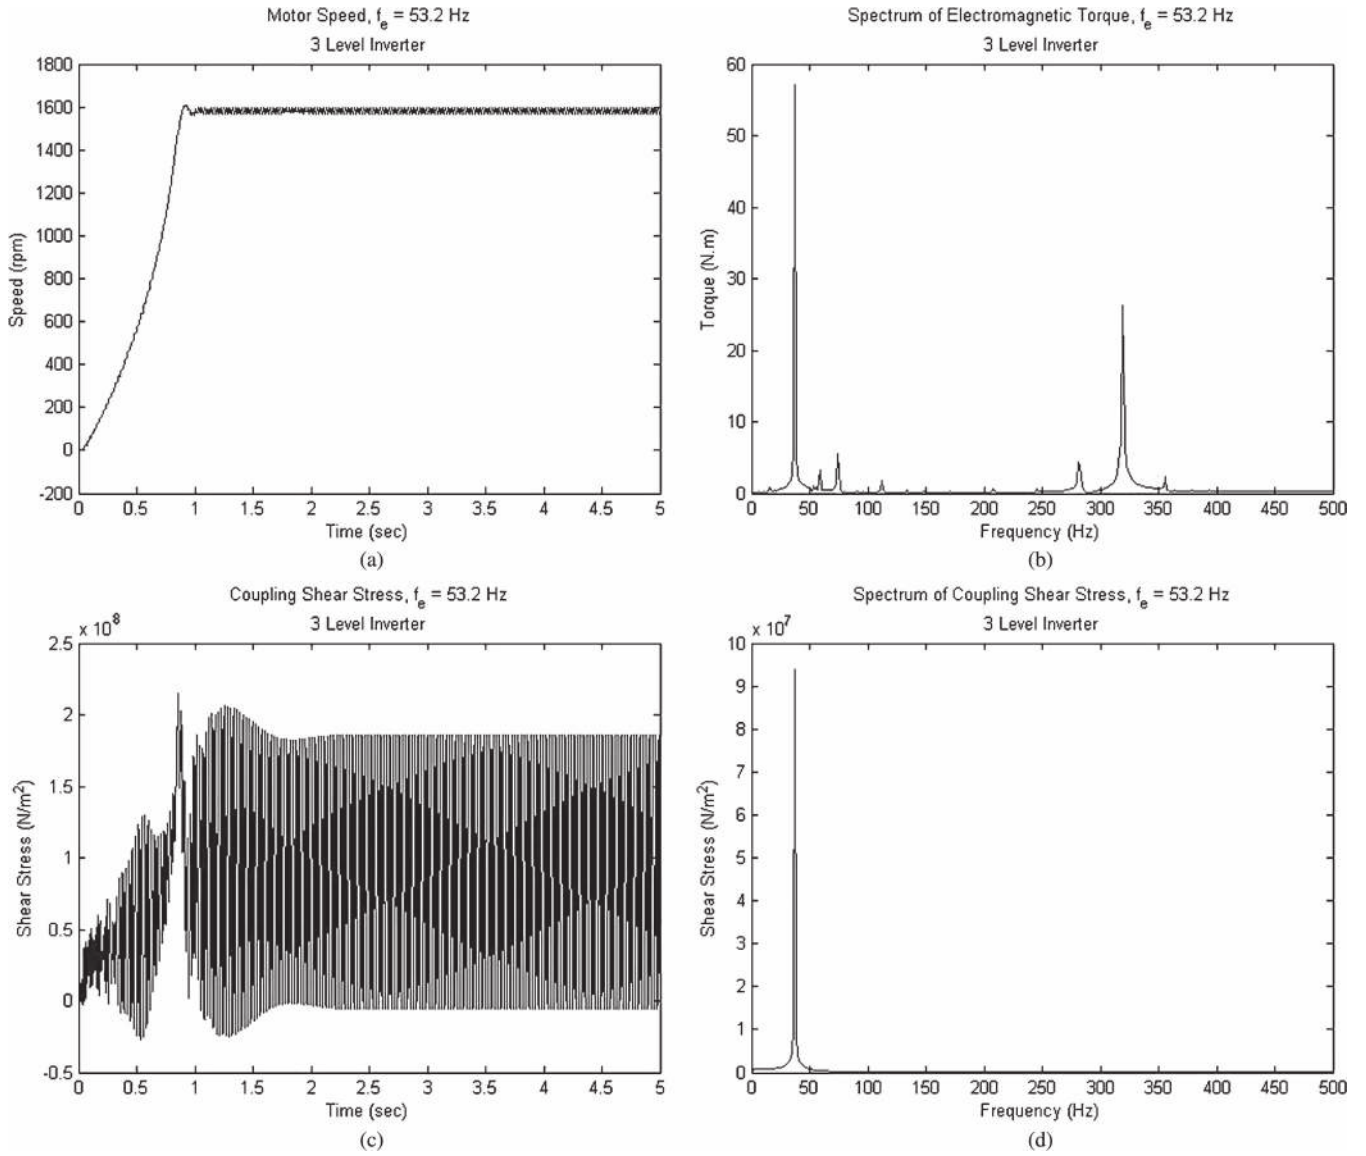 Motor Speed, fe = 53.2 Hz
3 Level Inverter
1800
1600
1400
1200
1000
800
600
400
200
0
-200
Speed (rpm)
0 0.5 1 1.5 2 2.5 3 3.5 4 4.5 5
Time (sec)
(a)
Spectrum of Electromagnetic Torque, fe = 53.2 Hz
3 Level Inverter
60
50
40
30
20
10
0
Torque (N.m)
0 50 100 150 200 250 300 350 400 450 500
Frequency (Hz)
(b)
Coupling Shear Stress, fe = 53.2 Hz
3 Level Inverter
x 10^8
2.5
2
1.5
1
0.5
0
-0.5
Shear Stress (N/m²)
0 0.5 1 1.5 2 2.5 3 3.5 4 4.5 5
Time (sec)
(c)
Spectrum of Coupling Shear Stress, fe = 53.2 Hz
3 Level Inverter
x 10^7
10
9
8
7
6
5
4
3
2
1
0
Shear Stress (N/m²)
0 50 100 150 200 250 300 350 400 450 500
Frequency (Hz)
(d)